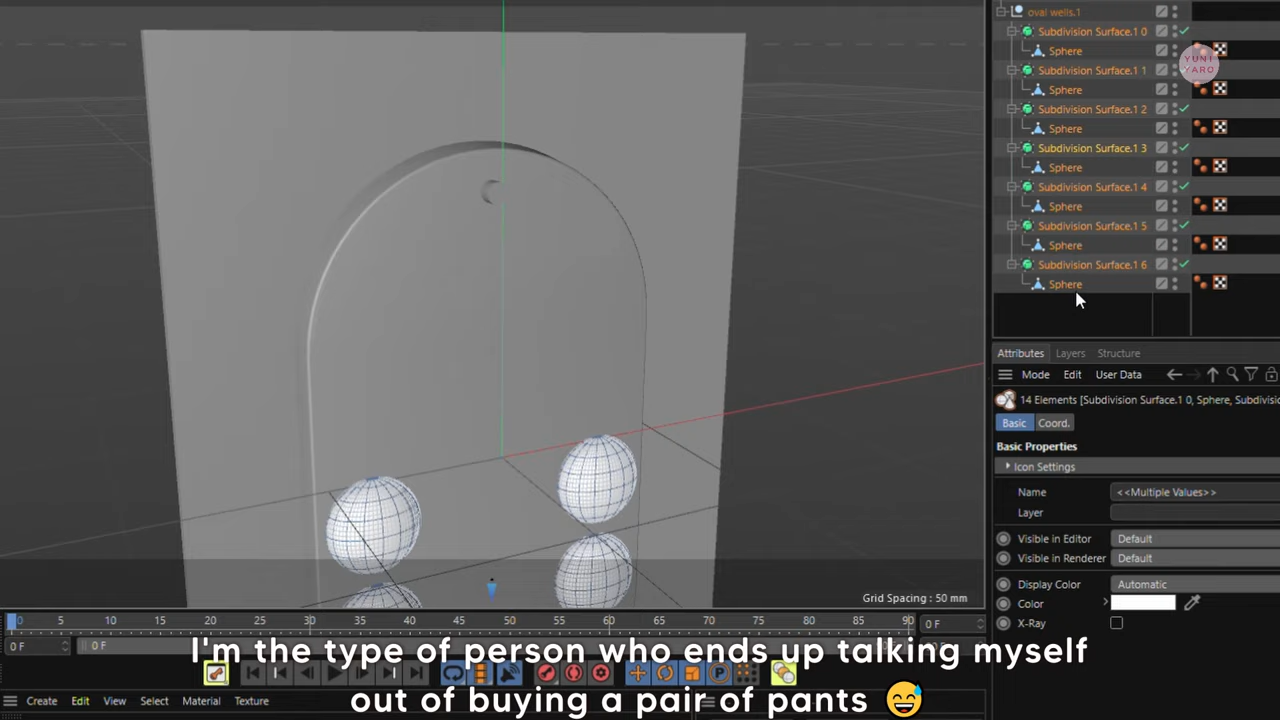 oval wells.1
Subdivision Surface.1 0
Sphere
Subdivision Surface.1 1
Sphere
Subdivision Surface.1 2
Sphere
Subdivision Surface.1 3
Sphere
Subdivision Surface.1 4
Sphere
Subdivision Surface.1 5
Sphere
Subdivision Surface.1 6
Sphere
YUNI
YARO
Attributes Layers Structure
Mode Edit User Data
14 Elements [Subdivision Surface.1 0, Sphere, Subdivisio
Basic Coord.
Basic Properties
Icon Settings
Name <<Multiple Values>>
Layer
Visible in Editor Default
Visible in Renderer Default
Display Color Automatic
Color
X-Ray
Grid Spacing : 50 mm
0 5 10 15 20 25 30 35 40 45 50 55 60 65 70 75 80 85 90 0 F
0 F 0 F
I'm the type of person who ends up talking myself
out of buying a pair of pants 😅
Create Edit View Select Material Texture